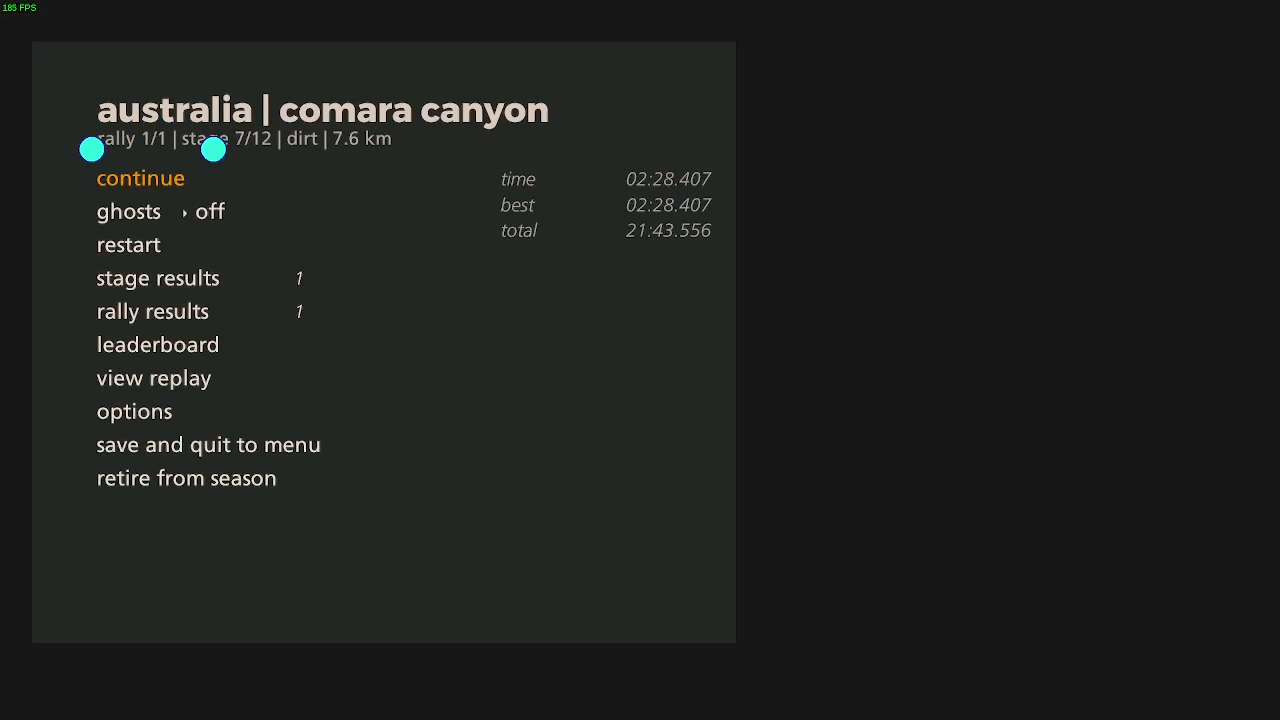 185 FPS
australia | comara canyon
rally 1/1 | stage 7/12 | dirt | 7.6 km
continue
time 02:28.407
ghosts ‣ off
best 02:28.407
total 21:43.556
restart
stage results 1
rally results 1
leaderboard
view replay
options
save and quit to menu
retire from season